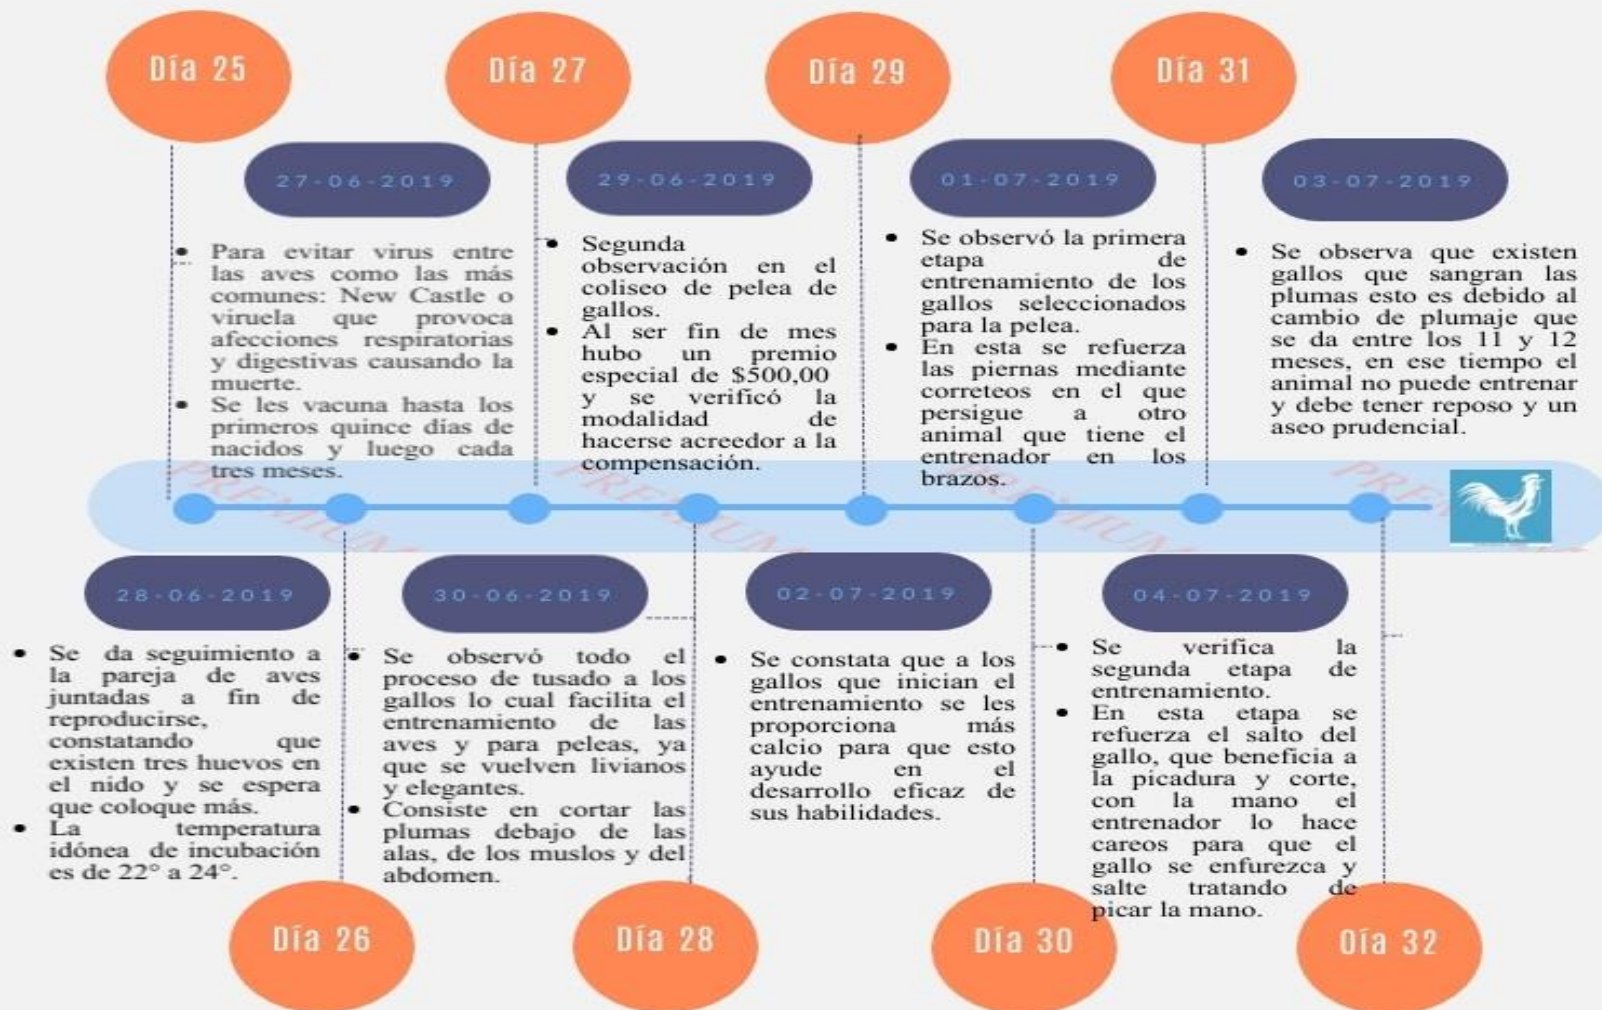 Día 25
27-06-2019
Para evitar virus entre
las aves como las más
comunes: New Castle o
viruela que provoca
afecciones respiratorias
y digestivas causando la
muerte.
Se les vacuna hasta los
primeros quince días de
nacidos y luego cada
tres meses.
Día 27
29-06-2019
Segunda
observación en el
coliseo de pelea de
gallos.
Al ser fin de mes
hubo un premio
especial de $500,00
y se verificó la
modalidad de
hacerse acreedor a la
compensación.
Día 29
01-07-2019
Se observó la primera
etapa de
entrenamiento de los
gallos seleccionados
para la pelea.
En esta se refuerza
las piernas mediante
correteos en el que
persigue a otro
animal que tiene el
entrenador en los
brazos.
Día 31
03-07-2019
Se observa que existen
gallos que sangran las
plumas esto es debido al
cambio de plumaje que
se da entre los 11 y 12
meses, en ese tiempo el
animal no puede entrenar
y debe tener reposo y un
aseo prudencial.
PREMIUM
PREMIUM
PREMIUM
28-06-2019
Se da seguimiento a
la pareja de aves
juntadas a fin de
reproducirse,
constatando que
existen tres huevos en
el nido y se espera
que coloque más.
La temperatura
idónea de incubación
es de 22° a 24°.
Día 26
30-06-2019
Se observó todo el
proceso de tusado a los
gallos lo cual facilita el
entrenamiento de las
aves y para peleas, ya
que se vuelven livianos
y elegantes.
Consiste en cortar las
plumas debajo de las
alas, de los muslos y del
abdomen.
Día 28
02-07-2019
Se constata que a los
gallos que inician el
entrenamiento se les
proporciona más
calcio para que esto
ayude en el
desarrollo eficaz de
sus habilidades.
Día 30
04-07-2019
Se verifica la
segunda etapa de
entrenamiento.
En esta etapa se
refuerza el salto del
gallo, que beneficia a
la picadura y corte,
con la mano el
entrenador lo hace
careos para que el
gallo se enfurezca y
salte tratando de
picar la mano.
Día 32